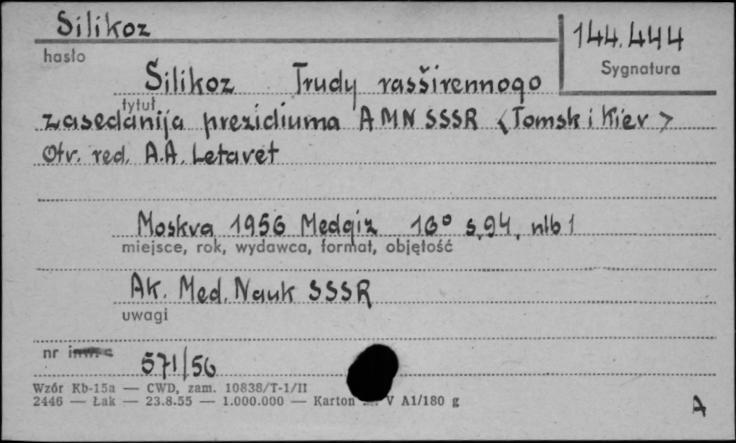 Silikoz
144.444
hasło
Sygnatura
Silikoz Trudy rasširennogo
tytuł
zasedanija prezidiuma AMN SSSR <Tomsk i Kiev>
Otv. red. A.A. Letavet
Moskva 1956 Medgiz 16° s.94, nlb 1
miejsce, rok, wydawca, format, objętość
Ak. Med. Nauk SSSR
uwagi
nr inw.
571/56
Wzór Kb-15a — CWD, zam. 10838/T-1/II
2446 — Łak — 23.8.55 — 1.000.000 — Karton V A1/180 g
A